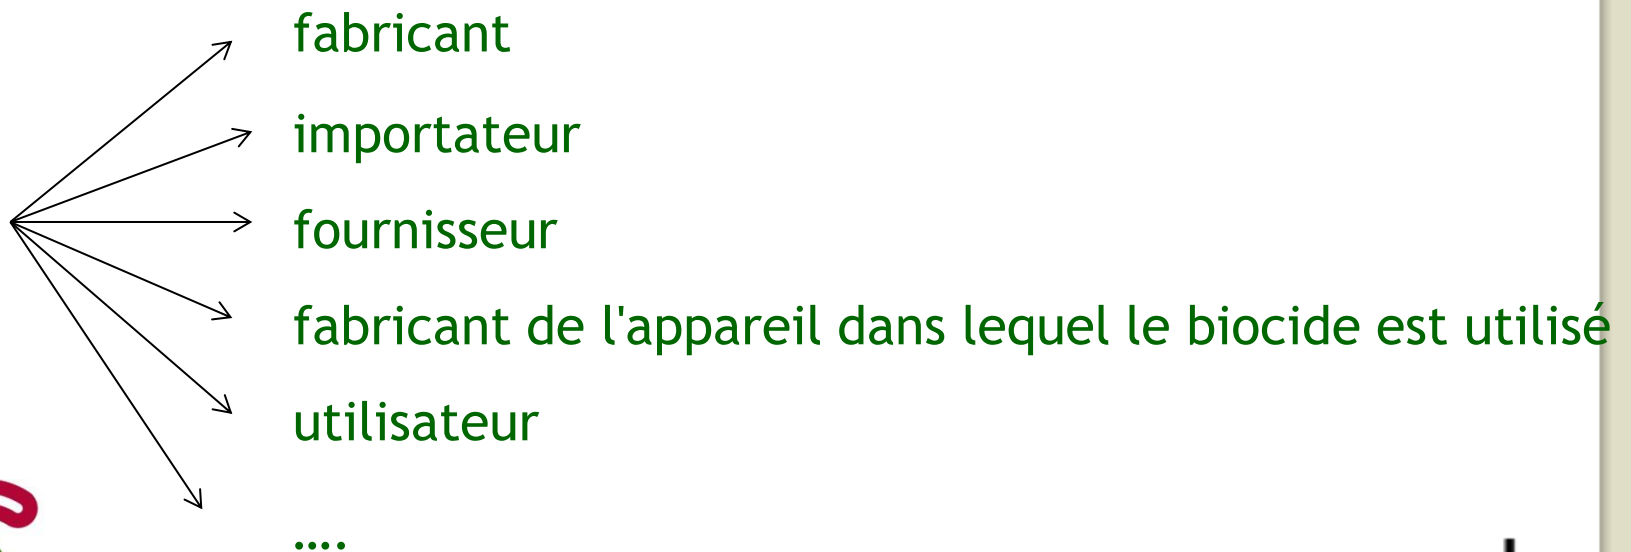 fabricant
importateur
fournisseur
fabricant de l'appareil dans lequel le biocide est utilisé
utilisateur
....